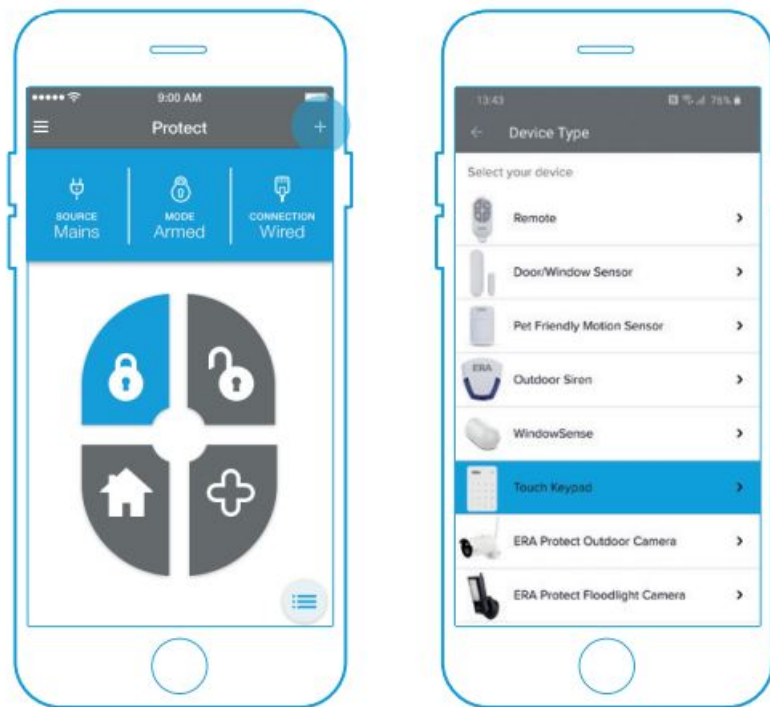 9:00 AM
Protect
+
SOURCE
Mains
MODE
Armed
CONNECTION
Wired
13:43
76%
Device Type
Select your device
Remote
Door/Window Sensor
Pet Friendly Motion Sensor
ERA
Outdoor Siren
WindowSense
Touch Keypad
ERA Protect Outdoor Camera
ERA Protect Floodlight Camera